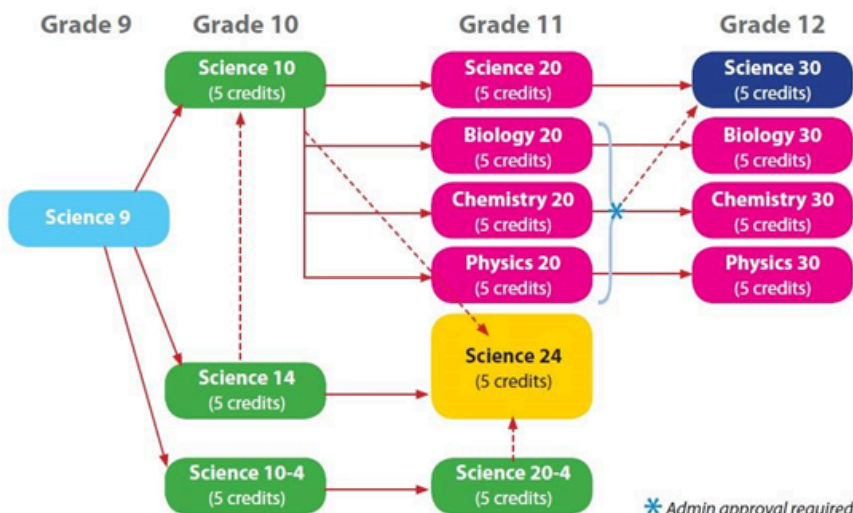 Grade 9
Grade 10
Grade 11
Grade 12
Science 10
(5 credits)
Science 20
(5 credits)
Science 30
(5 credits)
Biology 20
(5 credits)
Biology 30
(5 credits)
Science 9
Chemistry 20
(5 credits)
Chemistry 30
(5 credits)
Physics 20
(5 credits)
Physics 30
(5 credits)
Science 24
(5 credits)
Science 14
(5 credits)
Science 10-4
(5 credits)
Science 20-4
(5 credits)
* Admin approval required